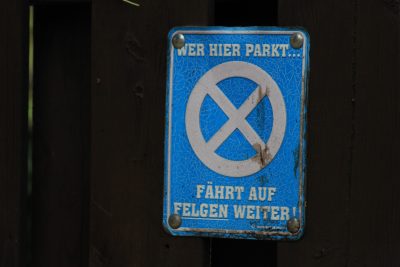 WER HIER PARKT...
FÄHRT AUF
FELGEN WEITER!